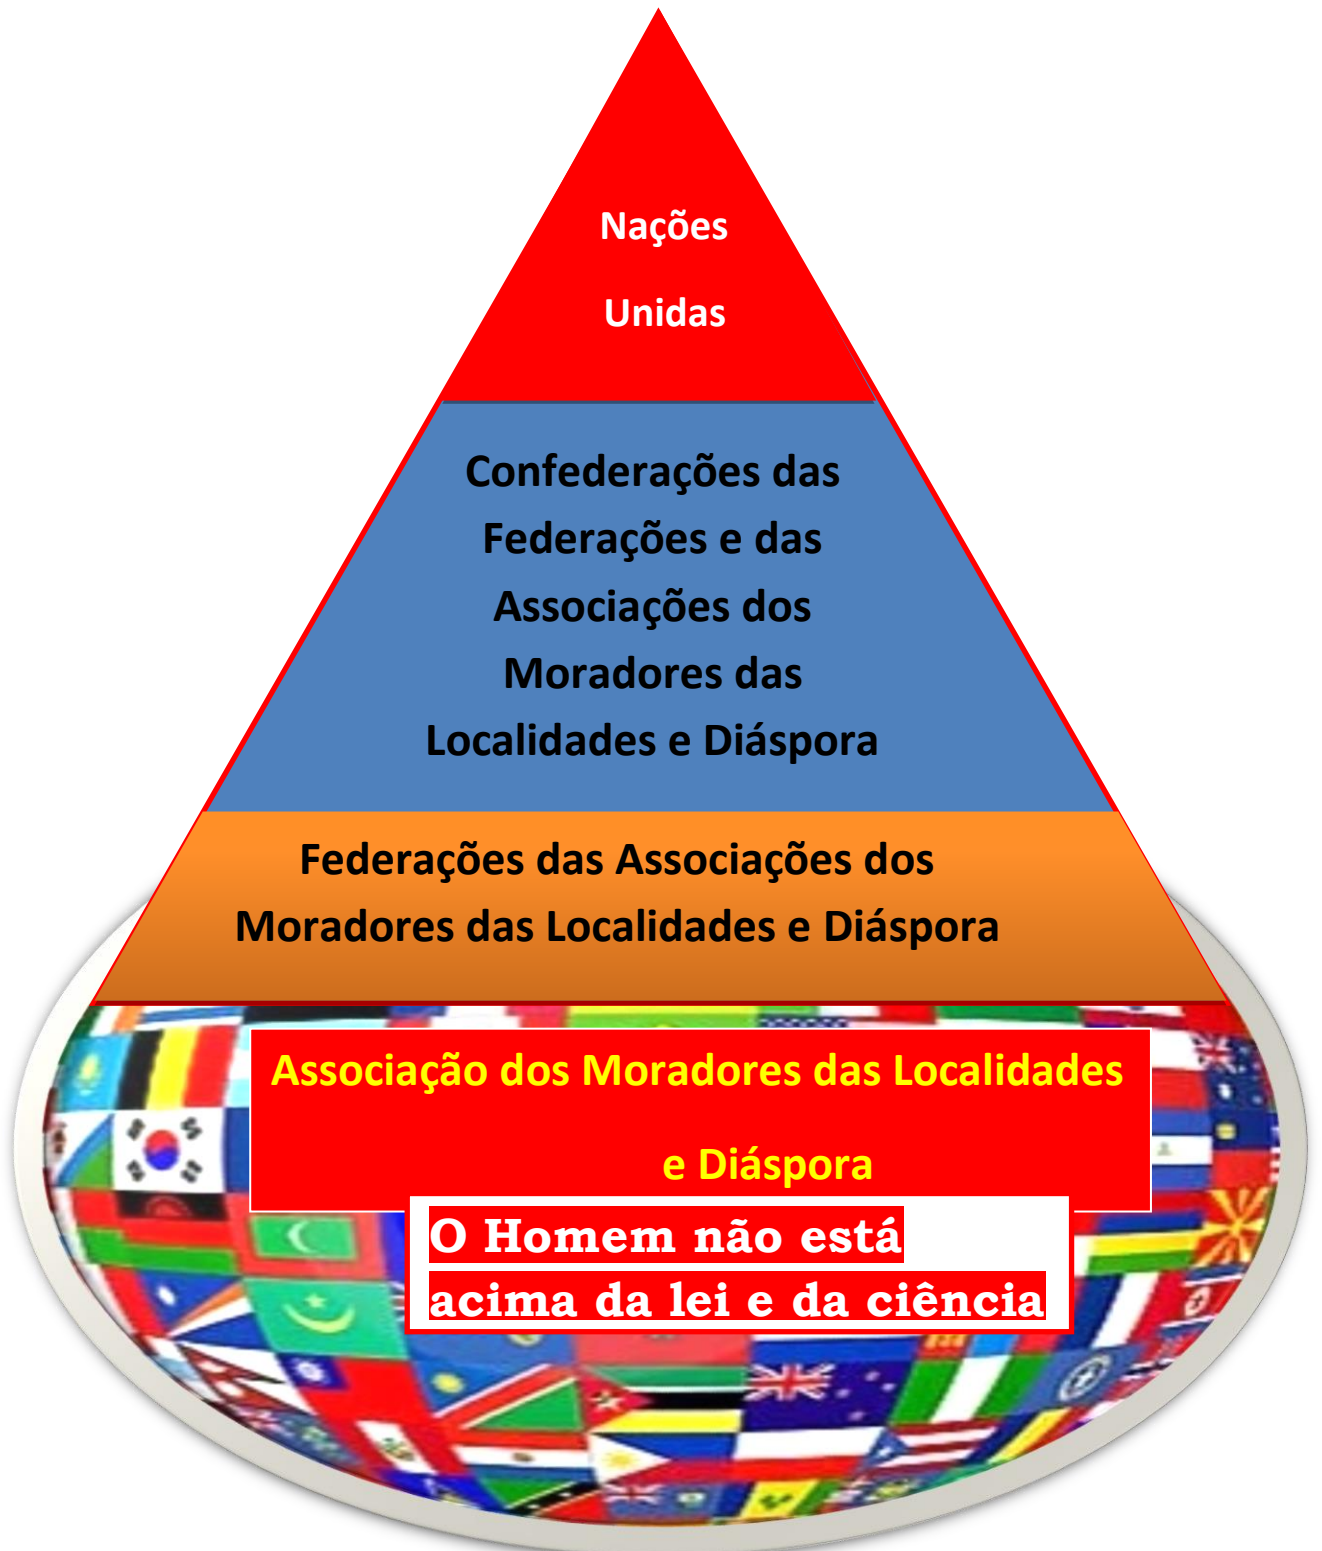 Nações
Unidas
Confederações das
Federações e das
Associações dos
Moradores das
Localidades e Diáspora
Federações das Associações dos
Moradores das Localidades e Diáspora
Associação dos Moradores das Localidades
e Diáspora
O Homem não está
acima da lei e da ciência